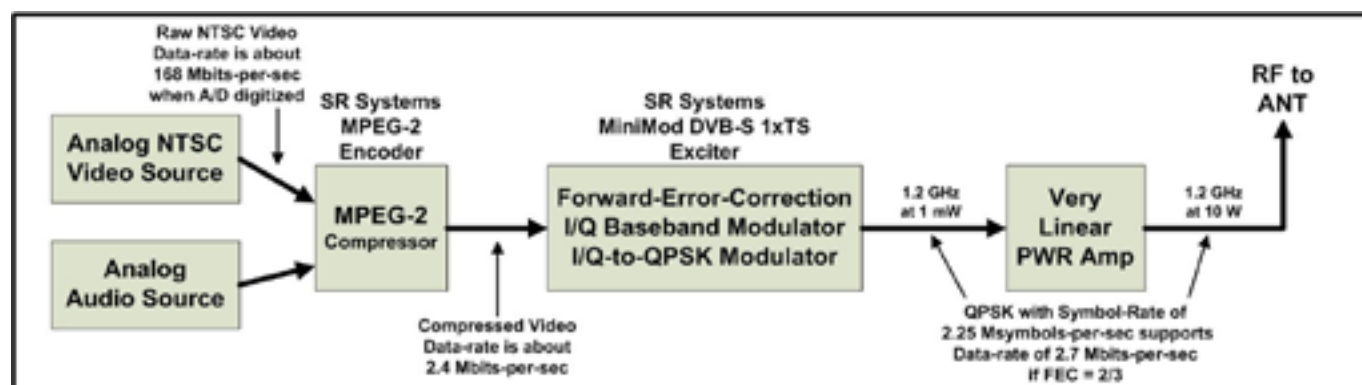 Raw NTSC Video
Data-rate is about
168 Mbits-per-sec
when A/D digitized
SR Systems
MPEG-2
Encoder
SR Systems
MiniMod DVB-S 1xTS
Exciter
RF to
ANT
Analog NTSC
Video Source
MPEG-2
Compressor
Forward-Error-Correction
I/Q Baseband Modulator
I/Q-to-QPSK Modulator
1.2 GHz
at 1 mW
Very
Linear
PWR Amp
1.2 GHz
at 10 W
Analog
Audio Source
Compressed Video
Data-rate is about
2.4 Mbits-per-sec
QPSK with Symbol-Rate of
2.25 Msymbols-per-sec supports
Data-rate of 2.7 Mbits-per-sec
if FEC = 2/3